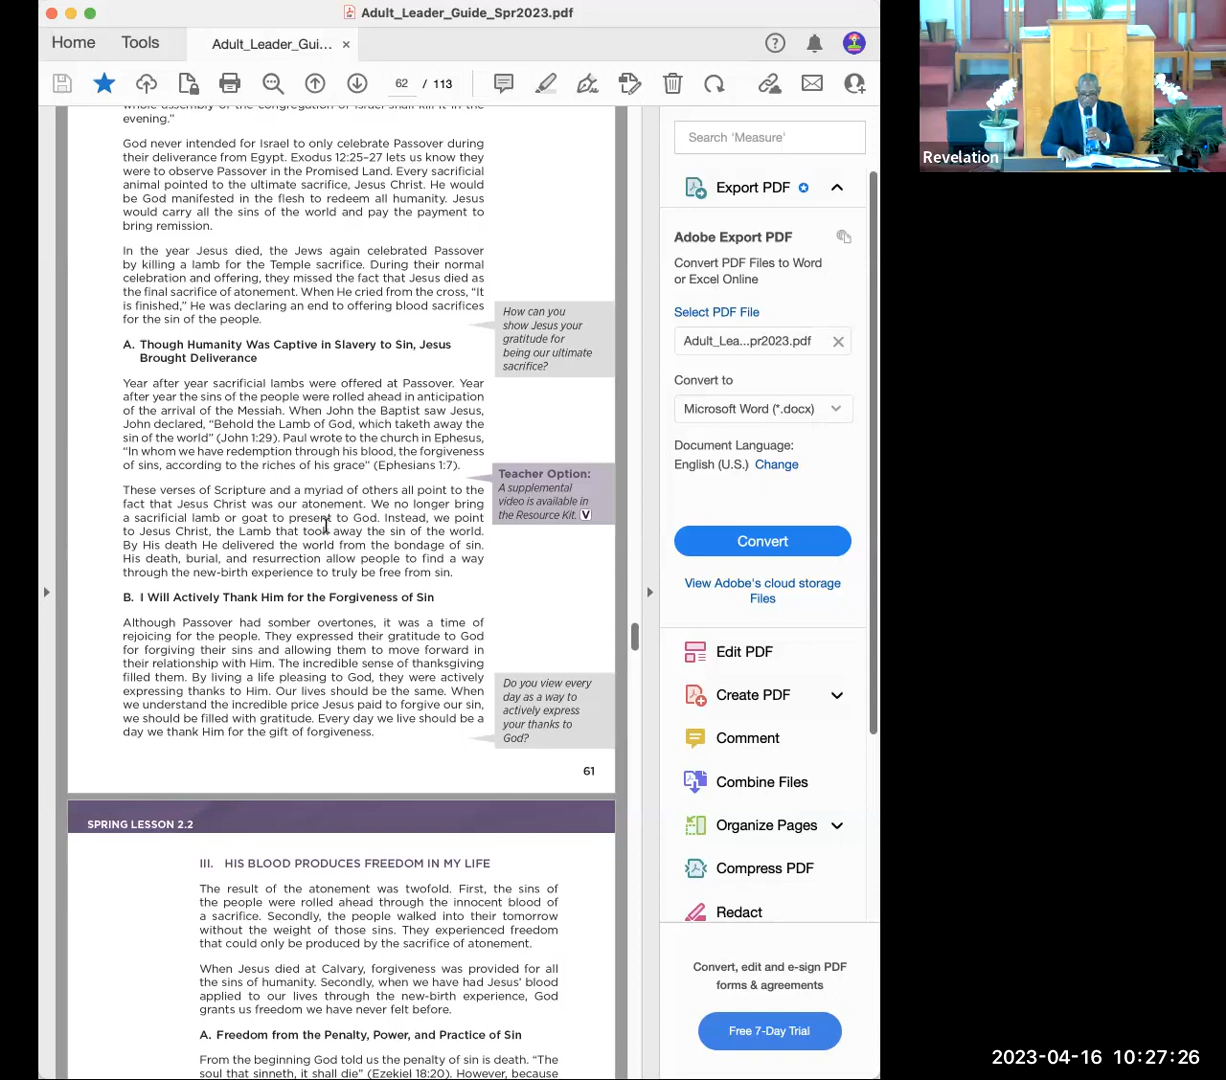 Adult_Leader_Guide_Spr2023.pdf
Home
Tools
Adult_Leader_Gui...
62 / 113
whole assembly of the congregation of Israel shall kill it in the
evening."
God never intended for Israel to only celebrate Passover during
their deliverance from Egypt. Exodus 12:25–27 lets us know they
were to observe Passover in the Promised Land. Every sacrificial
animal pointed to the ultimate sacrifice, Jesus Christ. He would
be God manifested in the flesh to redeem all humanity. Jesus
would carry all the sins of the world and pay the payment to
bring remission.
In the year Jesus died, the Jews again celebrated Passover
by killing a lamb for the Temple sacrifice. During their normal
celebration and offering, they missed the fact that Jesus died as
the final sacrifice of atonement. When He cried from the cross, "It
is finished," He was declaring an end to offering blood sacrifices
for the sin of the people.
How can you
show Jesus your
gratitude for
being our ultimate
sacrifice?
A. Though Humanity Was Captive in Slavery to Sin, Jesus
Brought Deliverance
Year after year sacrificial lambs were offered at Passover. Year
after year the sins of the people were rolled ahead in anticipation
of the arrival of the Messiah. When John the Baptist saw Jesus,
John declared, "Behold the Lamb of God, which taketh away the
sin of the world" (John 1:29). Paul wrote to the church in Ephesus,
"In whom we have redemption through his blood, the forgiveness
of sins, according to the riches of his grace" (Ephesians 1:7).
Teacher Option:
A supplemental
video is available in
the Resource Kit. V
These verses of Scripture and a myriad of others all point to the
fact that Jesus Christ was our atonement. We no longer bring
a sacrificial lamb or goat to present to God. Instead, we point
to Jesus Christ, the Lamb that took away the sin of the world.
By His death He delivered the world from the bondage of sin.
His death, burial, and resurrection allow people to find a way
through the new-birth experience to truly be free from sin.
B. I Will Actively Thank Him for the Forgiveness of Sin
Although Passover had somber overtones, it was a time of
rejoicing for the people. They expressed their gratitude to God
for forgiving their sins and allowing them to move forward in
their relationship with Him. The incredible sense of thanksgiving
filled them. By living a life pleasing to God, they were actively
expressing thanks to Him. Our lives should be the same. When
we understand the incredible price Jesus paid to forgive our sin,
we should be filled with gratitude. Every day we live should be a
day we thank Him for the gift of forgiveness.
Do you view every
day as a way to
actively express
your thanks to
God?
61
SPRING LESSON 2.2
III. HIS BLOOD PRODUCES FREEDOM IN MY LIFE
The result of the atonement was twofold. First, the sins of
the people were rolled ahead through the innocent blood of
a sacrifice. Secondly, the people walked into their tomorrow
without the weight of those sins. They experienced freedom
that could only be produced by the sacrifice of atonement.
When Jesus died at Calvary, forgiveness was provided for all
the sins of humanity. Secondly, when we have had Jesus' blood
applied to our lives through the new-birth experience, God
grants us freedom we have never felt before.
A. Freedom from the Penalty, Power, and Practice of Sin
From the beginning God told us the penalty of sin is death. "The
soul that sinneth, it shall die" (Ezekiel 18:20). However, because
Search 'Measure'
Export PDF
Adobe Export PDF
Convert PDF Files to Word
or Excel Online
Select PDF File
Adult_Lea...pr2023.pdf
Convert to
Microsoft Word (*.docx)
Document Language:
English (U.S.) Change
Convert
View Adobe's cloud storage
Files
Edit PDF
Create PDF
Comment
Combine Files
Organize Pages
Compress PDF
Redact
Convert, edit and e-sign PDF
forms & agreements
Free 7-Day Trial
Revelation
2023-04-16 10:27:26